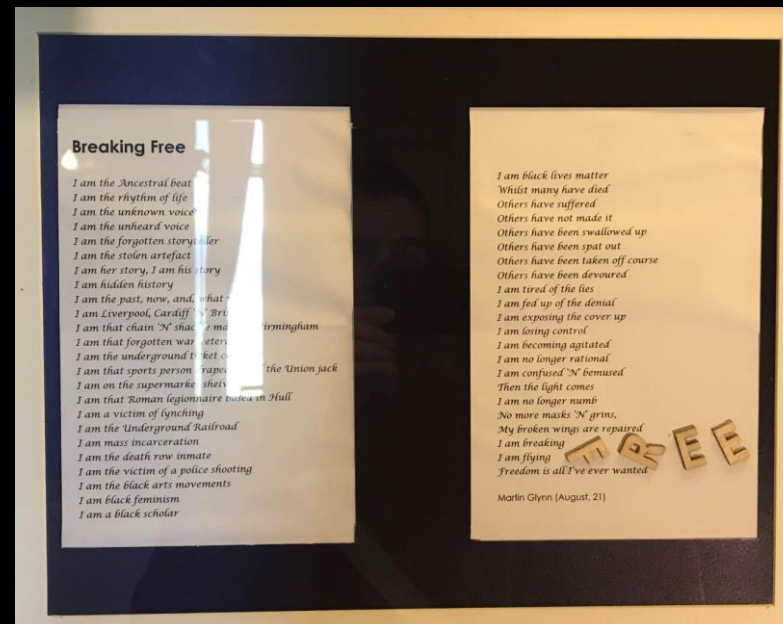 Breaking Free
I am the Ancestral beat
I am the rhythm of life
I am the unknown voice
I am the unheard voice
I am the forgotten storyteller
I am the stolen artefact
I am her story, I am his story
I am hidden history
I am the past, now, and, what
I am Liverpool, Cardiff 'N'
I am that chain 'N' Birmingham
I am that forgotten war
I am the underground
I am that sports person the Union jack
I am on the supermarket
I am that Roman legionnaire based in Hull
I am a victim of lynching
I am the Underground Railroad
I am mass incarceration
I am the death row inmate
I am the victim of a police shooting
I am the black arts movements
I am black feminism
I am a black scholar
I am black lives matter
Whilst many have died
Others have suffered
Others have not made it
Others have been swallowed up
Others have been spat out
Others have been taken off course
Others have been devoured
I am tired of the lies
I am fed up of the denial
I am exposing the cover up
I am losing control
I am becoming agitated
I am no longer rational
I am confused 'N' bemused
Then the light comes
I am no longer numb
No more masks 'N' grins,
My broken wings are repaired
I am breaking
I am flying
FREE
Freedom is all I've ever wanted
Martin Glynn (August, 21)